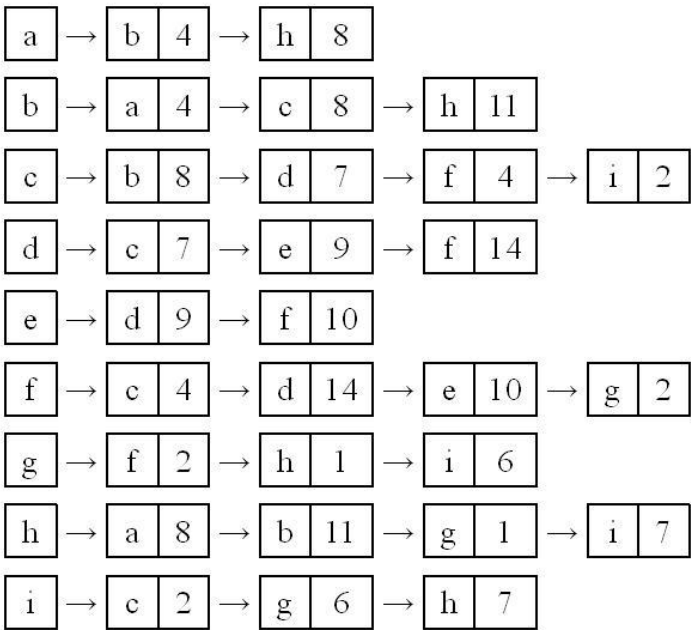 a → b 4 → h 8
b → a 4 → c 8 → h 11
c → b 8 → d 7 → f 4 → i 2
d → c 7 → e 9 → f 14
e → d 9 → f 10
f → c 4 → d 14 → e 10 → g 2
g → f 2 → h 1 → i 6
h → a 8 → b 11 → g 1 → i 7
i → c 2 → g 6 → h 7